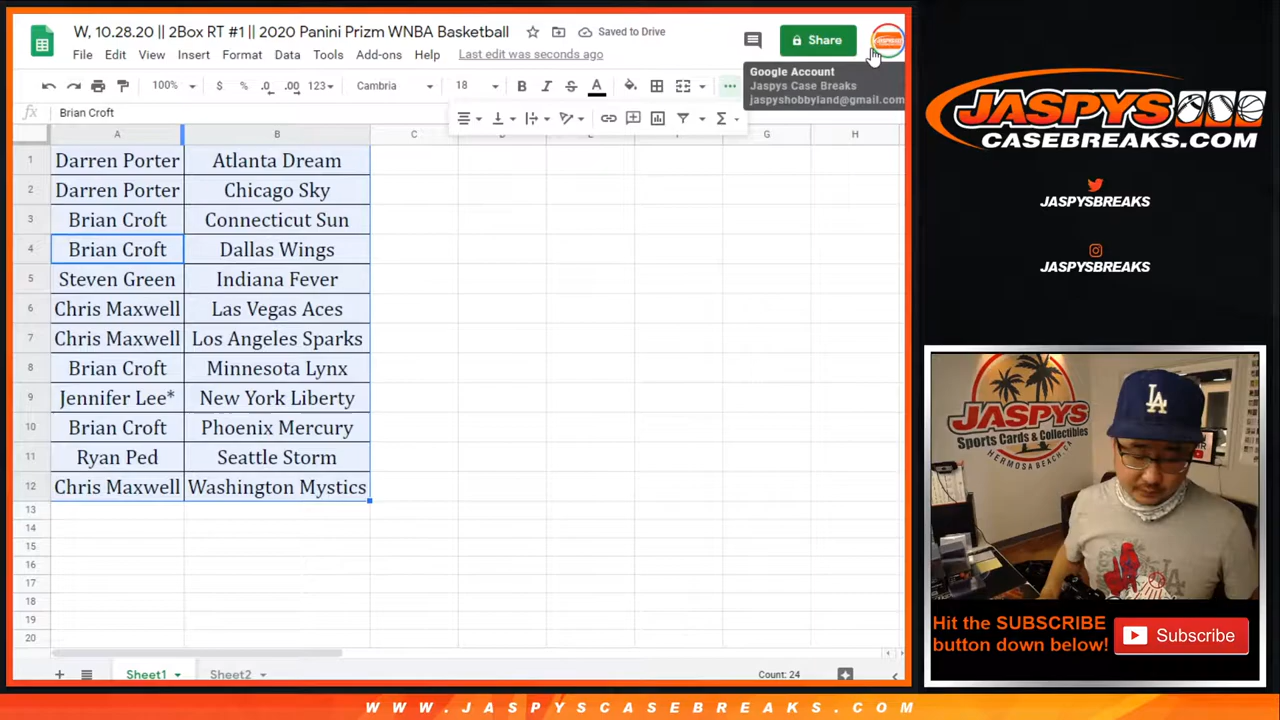 W, 10.28.20 || 2Box RT #1 || 2020 Panini Prizm WNBA Basketball
Saved to Drive
File Edit View Insert Format Data Tools Add-ons Help Last edit was seconds ago
Share
Google Account
Jaspys Case Breaks
jaspyshobbyland@gmail.com
100% $ % .0 .00 123 Cambria 18 B I S A
fx Brian Croft
A B C G H
1 Darren Porter Atlanta Dream
2 Darren Porter Chicago Sky
3 Brian Croft Connecticut Sun
4 Brian Croft Dallas Wings
5 Steven Green Indiana Fever
6 Chris Maxwell Las Vegas Aces
7 Chris Maxwell Los Angeles Sparks
8 Brian Croft Minnesota Lynx
9 Jennifer Lee* New York Liberty
10 Brian Croft Phoenix Mercury
11 Ryan Ped Seattle Storm
12 Chris Maxwell Washington Mystics
13
14
15
16
17
18
19
20
Sheet1 Sheet2 Count: 24
JASPYS
CASEBREAKS.COM
JASPYSBREAKS
JASPYSBREAKS
JASPYS
Sports Cards & Collectibles
HERMOSA BEACH, CA
LA
Hit the SUBSCRIBE
button down below!
Subscribe
WWW.JASPYSCASEBREAKS.COM